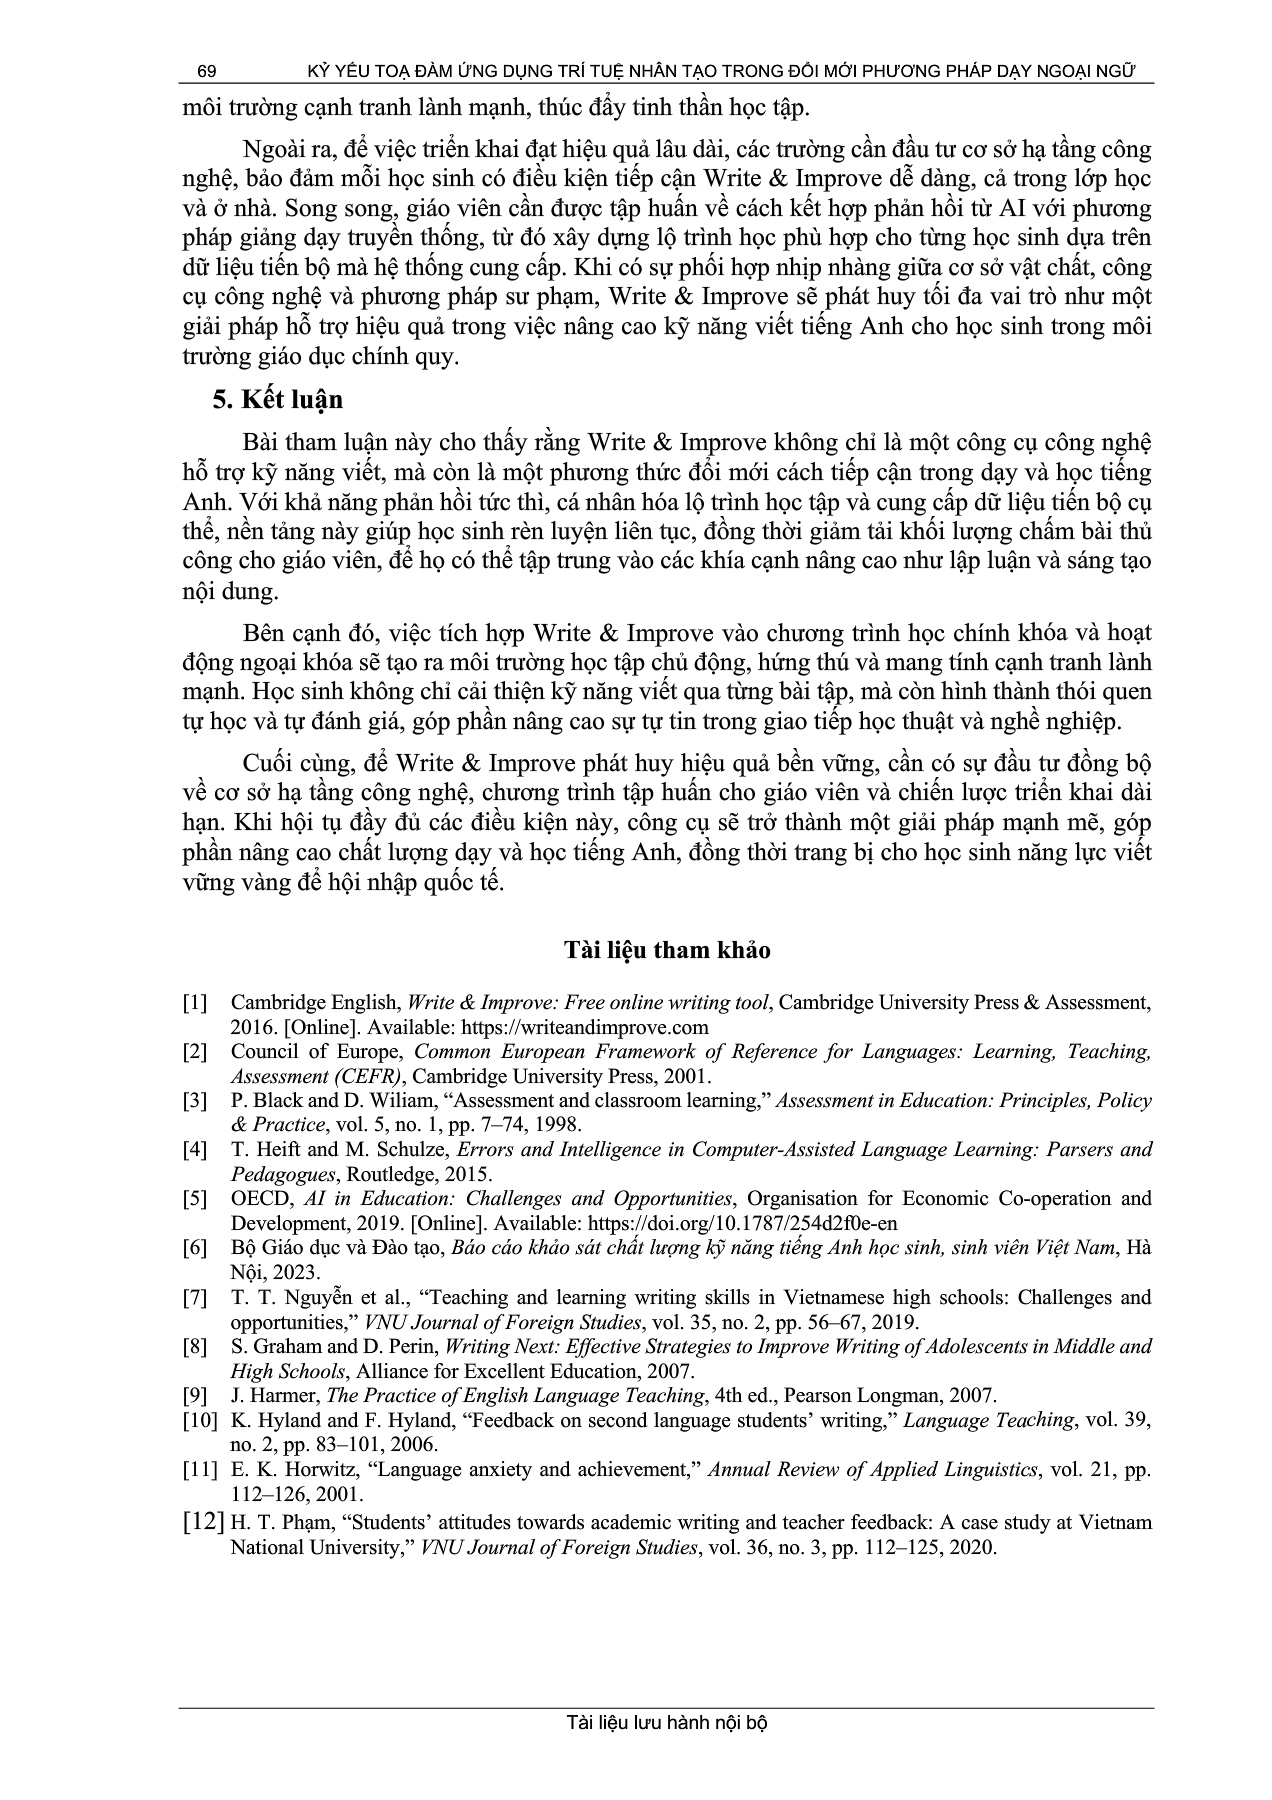 69 KỶ YẾU TOẠ ĐÀM ỨNG DỤNG TRÍ TUỆ NHÂN TẠO TRONG ĐỔI MỚI PHƯƠNG PHÁP DẠY NGOẠI NGỮ
môi trường cạnh tranh lành mạnh, thúc đẩy tinh thần học tập.
Ngoài ra, để việc triển khai đạt hiệu quả lâu dài, các trường cần đầu tư cơ sở hạ tầng công
nghệ, bảo đảm mỗi học sinh có điều kiện tiếp cận Write & Improve dễ dàng, cả trong lớp học
và ở nhà. Song song, giáo viên cần được tập huấn về cách kết hợp phản hồi từ AI với phương
pháp giảng dạy truyền thống, từ đó xây dựng lộ trình học phù hợp cho từng học sinh dựa trên
dữ liệu tiến bộ mà hệ thống cung cấp. Khi có sự phối hợp nhịp nhàng giữa cơ sở vật chất, công
cụ công nghệ và phương pháp sư phạm, Write & Improve sẽ phát huy tối đa vai trò như một
giải pháp hỗ trợ hiệu quả trong việc nâng cao kỹ năng viết tiếng Anh cho học sinh trong môi
trường giáo dục chính quy.
5. Kết luận
Bài tham luận này cho thấy rằng Write & Improve không chỉ là một công cụ công nghệ
hỗ trợ kỹ năng viết, mà còn là một phương thức đổi mới cách tiếp cận trong dạy và học tiếng
Anh. Với khả năng phản hồi tức thì, cá nhân hóa lộ trình học tập và cung cấp dữ liệu tiến bộ cụ
thể, nền tảng này giúp học sinh rèn luyện liên tục, đồng thời giảm tải khối lượng chấm bài thủ
công cho giáo viên, để họ có thể tập trung vào các khía cạnh nâng cao như lập luận và sáng tạo
nội dung.
Bên cạnh đó, việc tích hợp Write & Improve vào chương trình học chính khóa và hoạt
động ngoại khóa sẽ tạo ra môi trường học tập chủ động, hứng thú và mang tính cạnh tranh lành
mạnh. Học sinh không chỉ cải thiện kỹ năng viết qua từng bài tập, mà còn hình thành thói quen
tự học và tự đánh giá, góp phần nâng cao sự tự tin trong giao tiếp học thuật và nghề nghiệp.
Cuối cùng, để Write & Improve phát huy hiệu quả bền vững, cần có sự đầu tư đồng bộ
về cơ sở hạ tầng công nghệ, chương trình tập huấn cho giáo viên và chiến lược triển khai dài
hạn. Khi hội tụ đầy đủ các điều kiện này, công cụ sẽ trở thành một giải pháp mạnh mẽ, góp
phần nâng cao chất lượng dạy và học tiếng Anh, đồng thời trang bị cho học sinh năng lực viết
vững vàng để hội nhập quốc tế.
Tài liệu tham khảo
[1] Cambridge English, Write & Improve: Free online writing tool, Cambridge University Press & Assessment,
2016. [Online]. Available: https://writeandimprove.com
[2] Council of Europe, Common European Framework of Reference for Languages: Learning, Teaching,
Assessment (CEFR), Cambridge University Press, 2001.
[3] P. Black and D. Wiliam, “Assessment and classroom learning,” Assessment in Education: Principles, Policy
& Practice, vol. 5, no. 1, pp. 7–74, 1998.
[4] T. Heift and M. Schulze, Errors and Intelligence in Computer-Assisted Language Learning: Parsers and
Pedagogues, Routledge, 2015.
[5] OECD, AI in Education: Challenges and Opportunities, Organisation for Economic Co-operation and
Development, 2019. [Online]. Available: https://doi.org/10.1787/254d2f0e-en
[6] Bộ Giáo dục và Đào tạo, Báo cáo khảo sát chất lượng kỹ năng tiếng Anh học sinh, sinh viên Việt Nam, Hà
Nội, 2023.
[7] T. T. Nguyễn et al., “Teaching and learning writing skills in Vietnamese high schools: Challenges and
opportunities,” VNU Journal of Foreign Studies, vol. 35, no. 2, pp. 56–67, 2019.
[8] S. Graham and D. Perin, Writing Next: Effective Strategies to Improve Writing of Adolescents in Middle and
High Schools, Alliance for Excellent Education, 2007.
[9] J. Harmer, The Practice of English Language Teaching, 4th ed., Pearson Longman, 2007.
[10] K. Hyland and F. Hyland, “Feedback on second language students’ writing,” Language Teaching, vol. 39,
no. 2, pp. 83–101, 2006.
[11] E. K. Horwitz, “Language anxiety and achievement,” Annual Review of Applied Linguistics, vol. 21, pp.
112–126, 2001.
[12] H. T. Phạm, “Students’ attitudes towards academic writing and teacher feedback: A case study at Vietnam
National University,” VNU Journal of Foreign Studies, vol. 36, no. 3, pp. 112–125, 2020.
Tài liệu lưu hành nội bộ